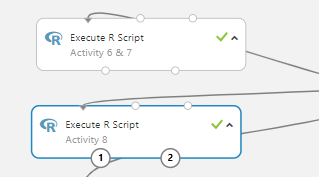 R
Execute R Script
Activity 6 & 7
R
Execute R Script
Activity 8
1
2